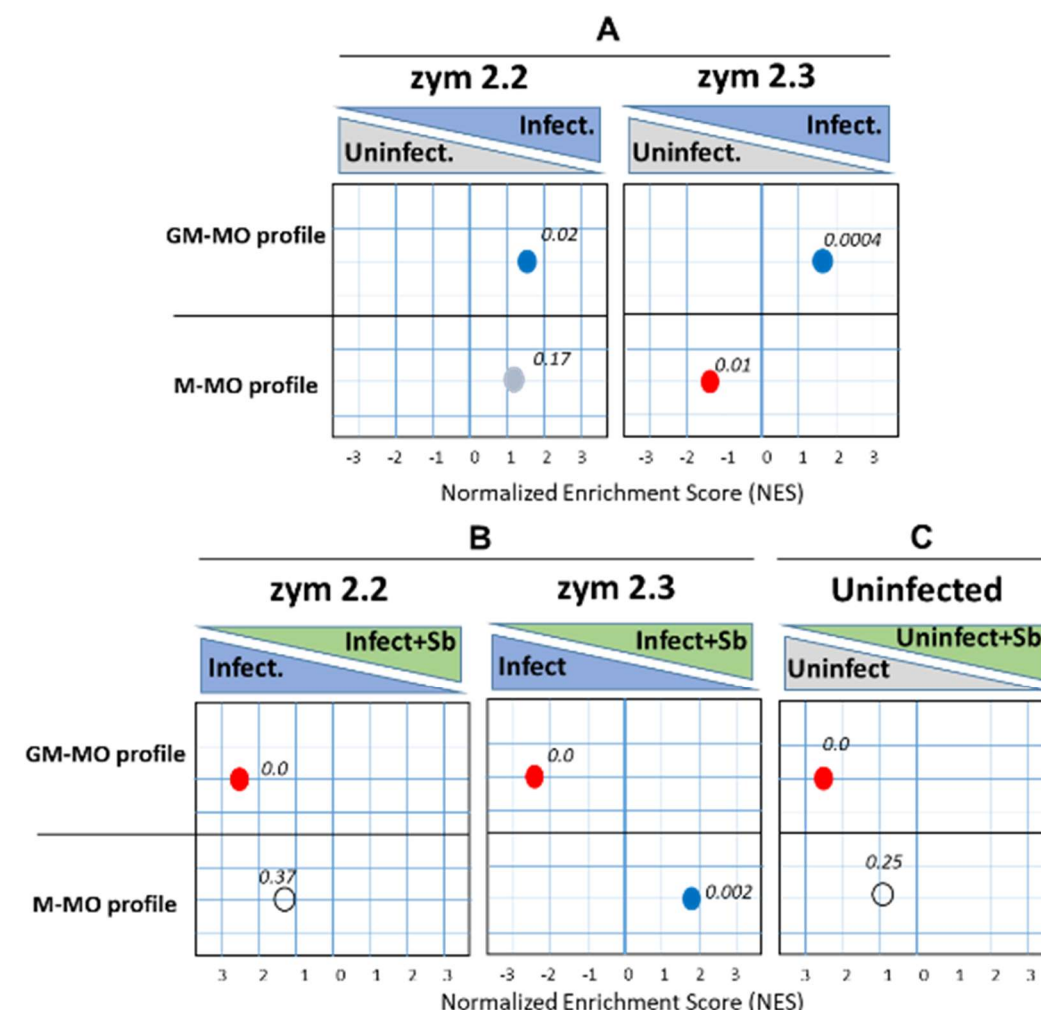 A
zym 2.2 zym 2.3
Infect. Infect.
Uninfect. Uninfect.
GM-MO profile 0.02 0.0004
M-MO profile 0.17 0.01
-3 -2 -1 0 1 2 3 -3 -2 -1 0 1 2 3
Normalized Enrichment Score (NES)
B C
zym 2.2 zym 2.3 Uninfected
Infect+Sb Infect+Sb Uninfect+Sb
Infect. Infect Uninfect
GM-MO profile 0.0 0.0 0.0
M-MO profile 0.37 0.002 0.25
3 2 1 0 1 2 3 -3 -2 -1 0 1 2 3 3 2 1 0 1 2 3
Normalized Enrichment Score (NES)